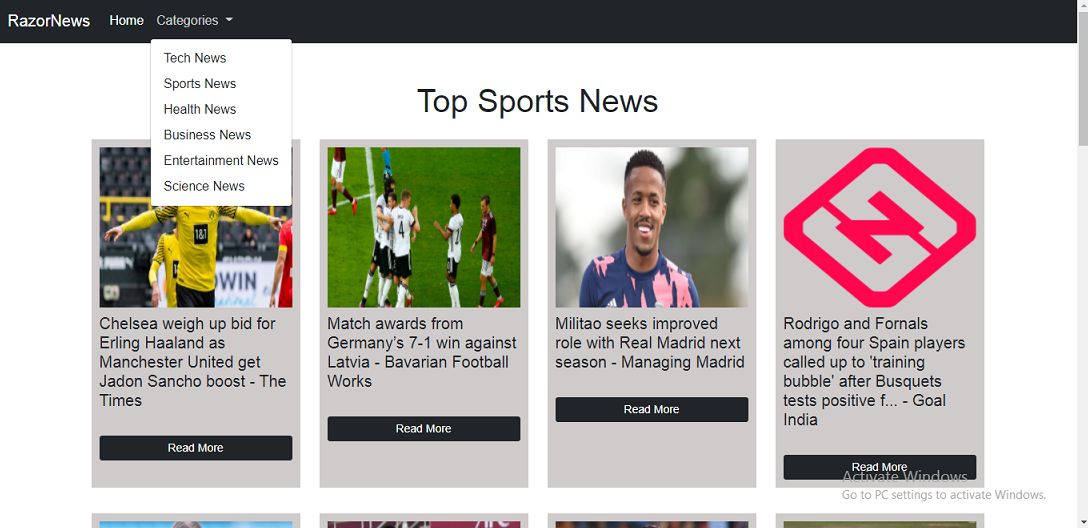 RazorNews Home Categories
Tech News
Sports News
Health News
Business News
Entertainment News
Science News
Top Sports News
1&1
WIN
Chelsea weigh up bid for
Erling Haaland as
Manchester United get
Jadon Sancho boost - The
Times
Read More
4
Match awards from
Germany’s 7-1 win against
Latvia - Bavarian Football
Works
Read More
Militao seeks improved
role with Real Madrid next
season - Managing Madrid
Read More
Rodrigo and Fornals
among four Spain players
called up to 'training
bubble' after Busquets
tests positive f... - Goal
India
Read More
Activate Windows
Go to PC settings to activate Windows.